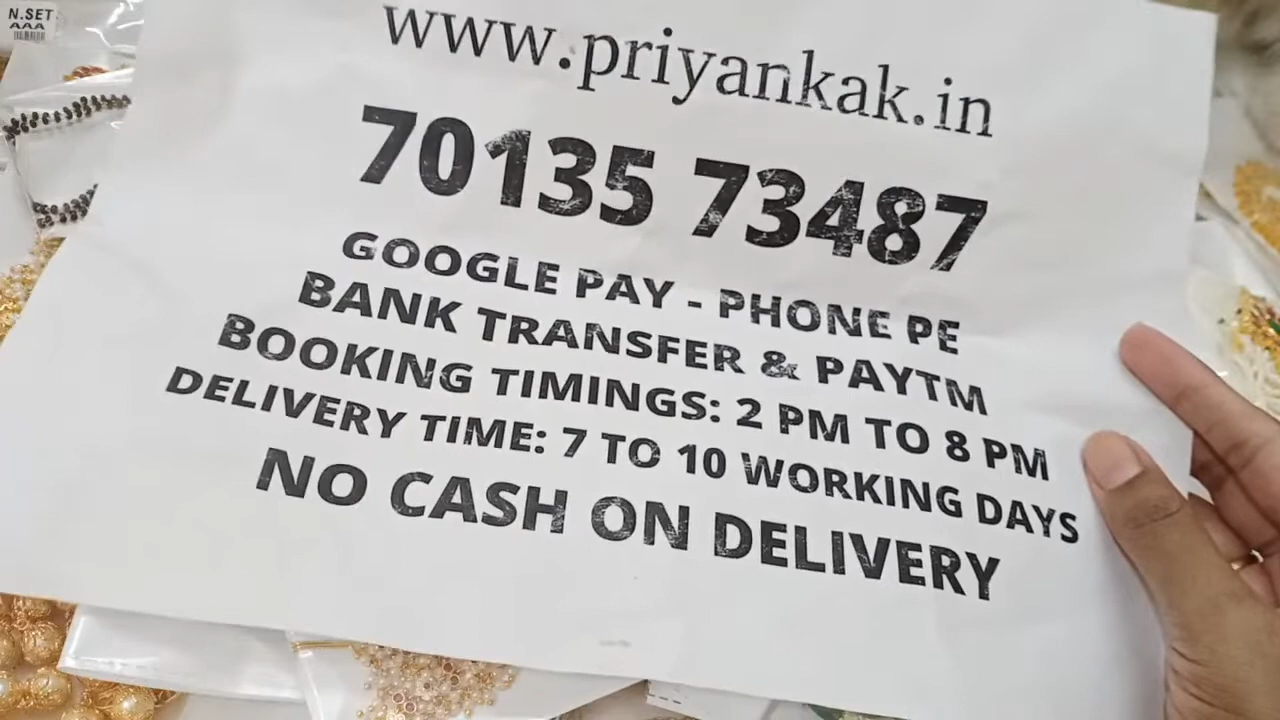 N.SET
AAA
www.priyankak.in
70135 73487
GOOGLE PAY - PHONE PE
BANK TRANSFER & PAYTM
BOOKING TIMINGS: 2 PM TO 8 PM
DELIVERY TIME: 7 TO 10 WORKING DAYS
NO CASH ON DELIVERY